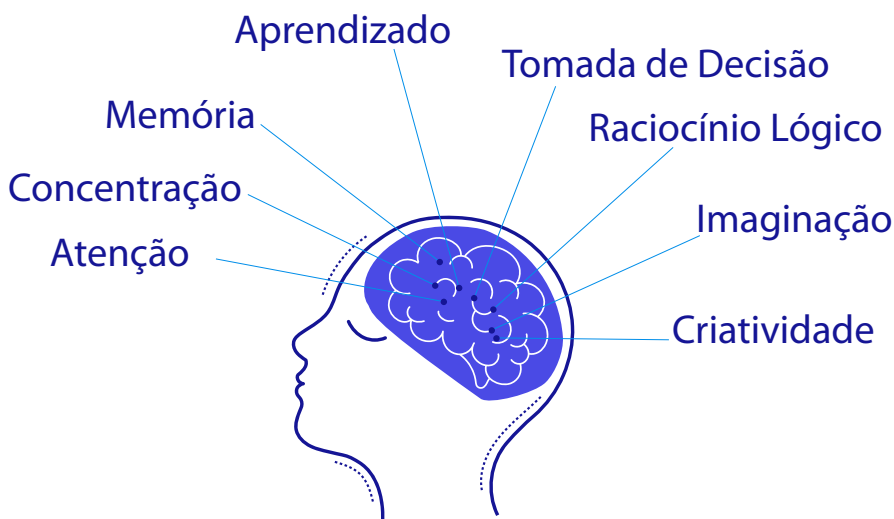 Aprendizado
Tomada de Decisão
Memória
Raciocínio Lógico
Concentração
Imaginação
Atenção
Criatividade